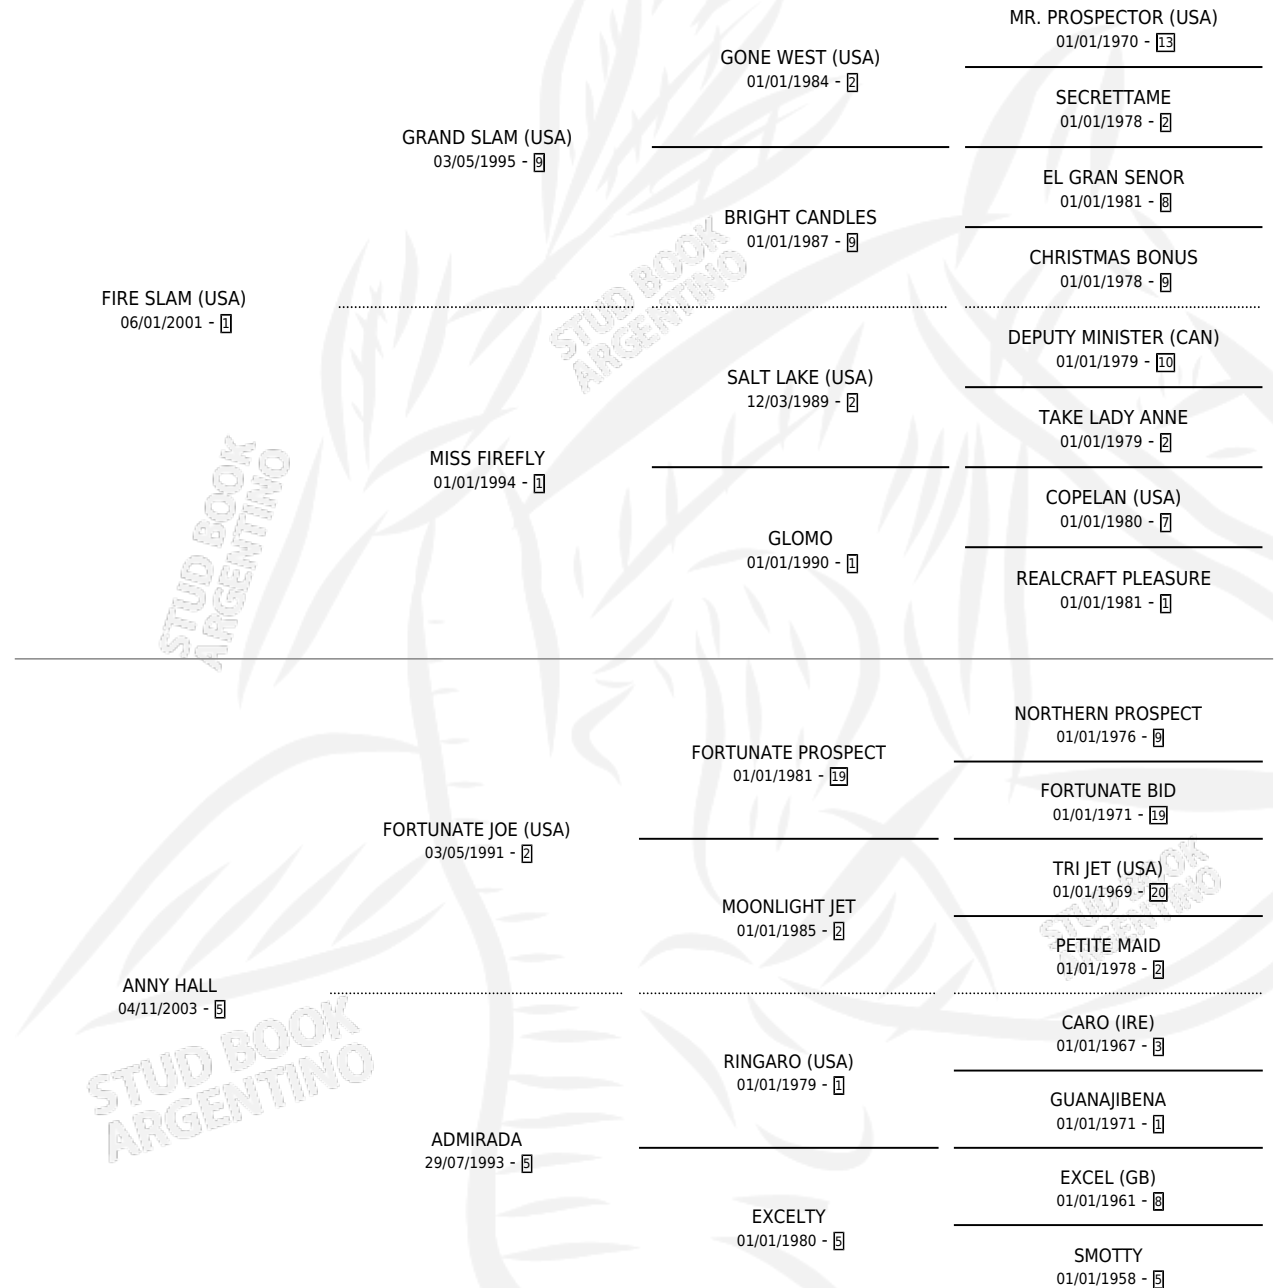 MR. PROSPECTOR (USA)
01/01/1970 - 13
GONE WEST (USA)
01/01/1984 - 2
SECRETTAME
01/01/1978 - 2
GRAND SLAM (USA)
03/05/1995 - 9
EL GRAN SENOR
01/01/1981 - 8
BRIGHT CANDLES
01/01/1987 - 9
CHRISTMAS BONUS
01/01/1978 - 9
FIRE SLAM (USA)
06/01/2001 - 1
DEPUTY MINISTER (CAN)
01/01/1979 - 10
SALT LAKE (USA)
12/03/1989 - 2
TAKE LADY ANNE
01/01/1979 - 2
MISS FIREFLY
01/01/1994 - 1
COPELAN (USA)
01/01/1980 - 7
GLOMO
01/01/1990 - 1
REALCRAFT PLEASURE
01/01/1981 - 1
NORTHERN PROSPECT
01/01/1976 - 9
FORTUNATE PROSPECT
01/01/1981 - 19
FORTUNATE BID
01/01/1971 - 19
FORTUNATE JOE (USA)
03/05/1991 - 2
TRI JET (USA)
01/01/1969 - 20
MOONLIGHT JET
01/01/1985 - 2
PETITE MAID
01/01/1978 - 2
ANNY HALL
04/11/2003 - 5
CARO (IRE)
01/01/1967 - 3
RINGARO (USA)
01/01/1979 - 1
GUANAJIBENA
01/01/1971 - 1
ADMIRADA
29/07/1993 - 5
EXCEL (GB)
01/01/1961 - 8
EXCELTY
01/01/1980 - 5
SMOTTY
01/01/1958 - 5
STUD BOOK
ARGENTINO
STUD BOOK
ARGENTINO
STUD BOOK
ARGENTINO
STUD BOOK
ARGENTINO